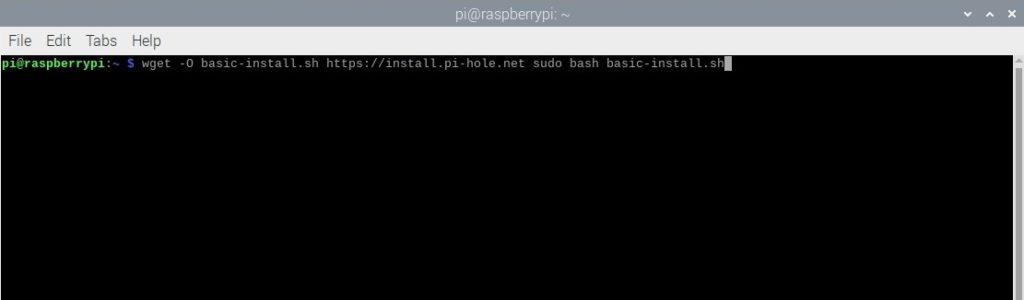 pi@raspberrypi: ~
File Edit Tabs Help
pi@raspberrypi:~ $ wget -O basic-install.sh https://install.pi-hole.net sudo bash basic-install.sh